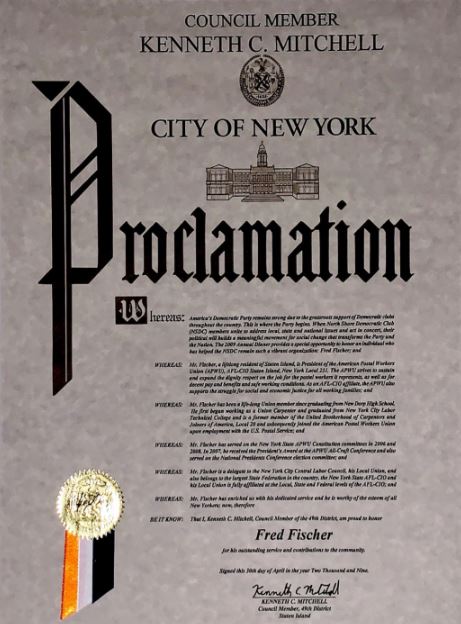 COUNCIL MEMBER
KENNETH C. MITCHELL
CITY OF NEW YORK
Proclamation
Whereas: America's Democratic Party remains strong due to the grassroots support of Democratic clubs
throughout the country. This is where the Party begins. When North Shore Democratic Club
(NSDC) members unite to address local, state and national issues and act in concert, their
political will builds a meaningful movement for social change that transforms the Party and
the Nation. The 2009 Annual Dinner provides a special opportunity to honor an individual who
has helped the NSDC remain such a vibrant organization: Fred Fischer; and
WHEREAS: Mr. Fischer, a lifelong resident of Staten Island, is President of the American Postal Workers
Union (APWU), AFL-CIO Staten Island, New York Local 251. The APWU strives to sustain
and expand the dignity respect on the job for the postal workers it represents, as well as for
decent pay and benefits and safe working conditions. As an AFL-CIO affiliate, the APWU also
supports the struggle for social and economic justice for all working families; and
WHEREAS: Mr. Fischer has been a life-long Union member since graduating from New Dorp High School.
He first began working as a Union Carpenter and graduated from New York City Labor
Technical College and is a former member of the United Brotherhood of Carpenters and
Joiners of America, Local 20 and subsequently joined the American Postal Workers Union
upon employment with the U.S. Postal Service; and
WHEREAS: Mr. Fischer has served on the New York State APWU Constitution committees in 2006 and
2008. In 2007, he received the President's Award at the APWU All-Craft Conference and also
served on the National Presidents Conference election committee; and
WHEREAS: Mr. Fischer is a delegate to the New York City Central Labor Council, his Local Union, and
also belongs to the largest State Federation in the country, the New York State AFL-CIO and
his Local Union is fully affiliated at the Local, State and Federal levels of the AFL-CIO; and
WHEREAS: Mr. Fischer has enriched us with his dedicated service and he is worthy of the esteem of all
New Yorkers; now, therefore
BE IT KNOW: That I, Kenneth C. Mitchell, Council Member of the 49th District, am proud to honor
Fred Fischer
for his outstanding service and contributions to the community.
Signed this 30th day of April in the year Two Thousand and Nine.
Kenneth C Mitchell
KENNETH C. MITCHELL
Council Member, 49th District
Staten Island